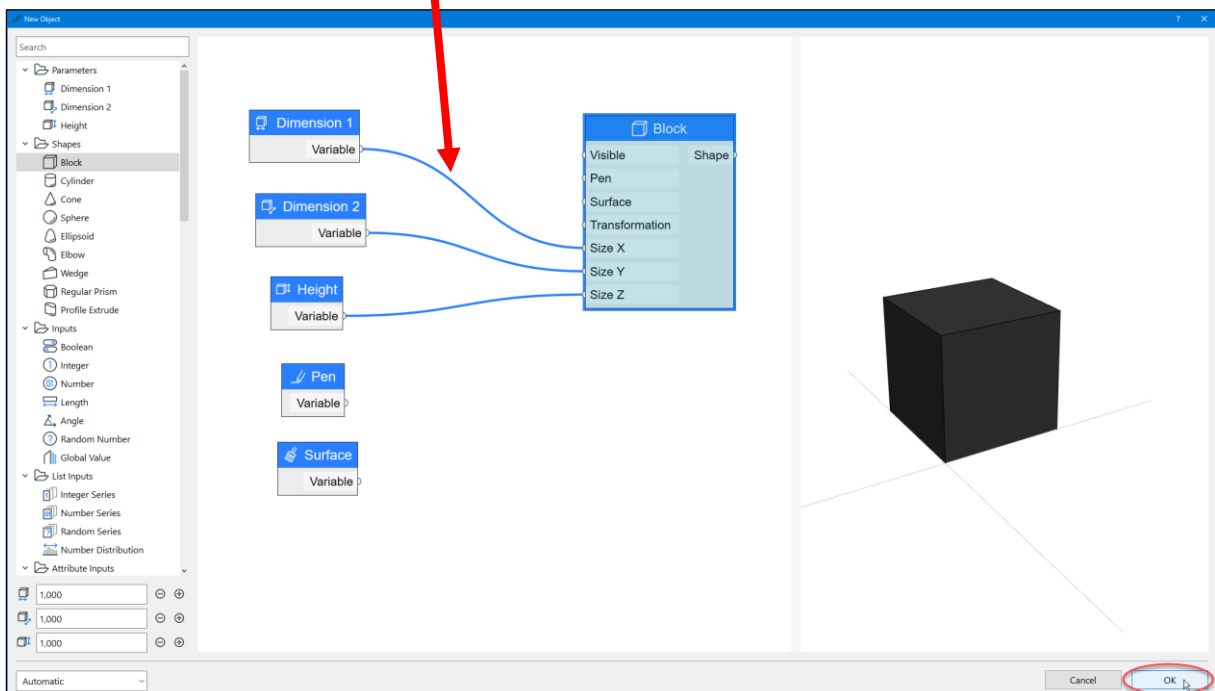 New Object
?
Search
Parameters
Dimension 1
Dimension 2
Height
Shapes
Block
Cylinder
Cone
Sphere
Ellipsoid
Elbow
Wedge
Regular Prism
Profile Extrude
Inputs
Boolean
Integer
Number
Length
Angle
Random Number
Global Value
List Inputs
Integer Series
Number Series
Random Series
Number Distribution
Attribute Inputs
1,000
1,000
1,000
Automatic
Dimension 1
Variable
Dimension 2
Variable
Height
Variable
Pen
Variable
Surface
Variable
Block
Visible Shape
Pen
Surface
Transformation
Size X
Size Y
Size Z
Cancel OK